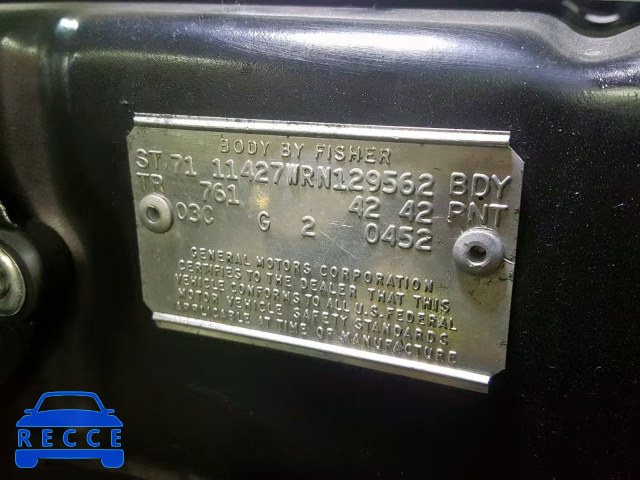 BODY BY FISHER
ST.71 11427WRN129562 BDY
TR 761 42 42 PNT
03C G 2 0452
GENERAL MOTORS CORPORATION
CERTIFIES TO THE DEALER THAT THIS
VEHICLE CONFORMS TO ALL U.S. FEDERAL
MOTOR VEHICLE SAFETY STANDARDS
APPLICABLE AT TIME OF MANUFACTURE
RECCE